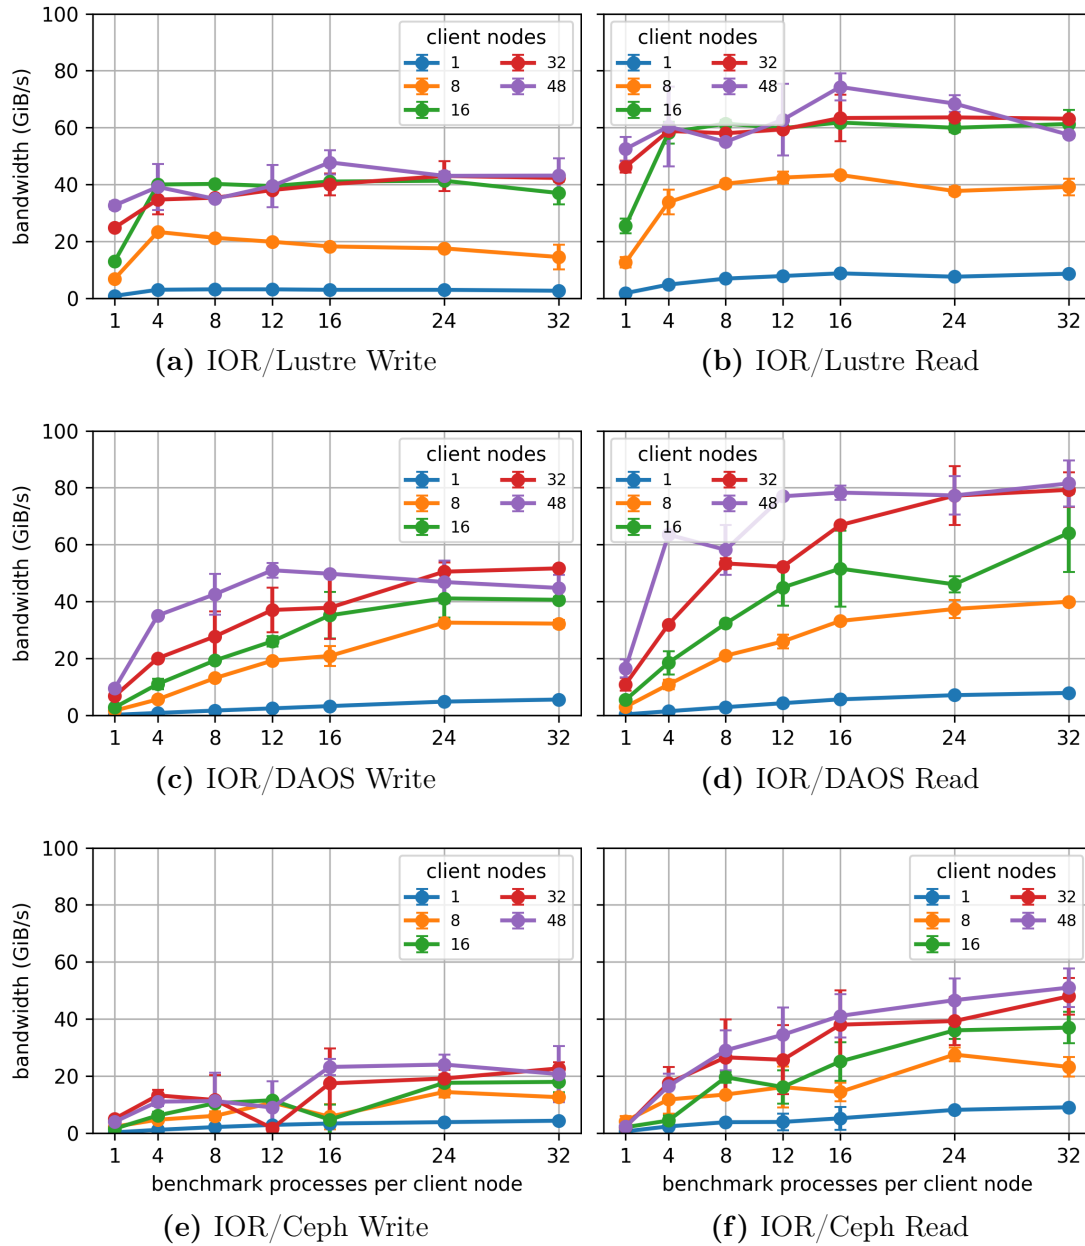 100
80
60
40
20
0
bandwidth (GiB/s)
client nodes
1 32
8 48
16
1 4 8 12 16 24 32
(a) IOR/Lustre Write
client nodes
1 32
8 48
16
1 4 8 12 16 24 32
(b) IOR/Lustre Read
100
80
60
40
20
0
bandwidth (GiB/s)
client nodes
1 32
8 48
16
1 4 8 12 16 24 32
(c) IOR/DAOS Write
client nodes
1 32
8 48
16
1 4 8 12 16 24 32
(d) IOR/DAOS Read
100
80
60
40
20
0
bandwidth (GiB/s)
client nodes
1 32
8 48
16
1 4 8 12 16 24 32
benchmark processes per client node
(e) IOR/Ceph Write
client nodes
1 32
8 48
16
1 4 8 12 16 24 32
benchmark processes per client node
(f) IOR/Ceph Read